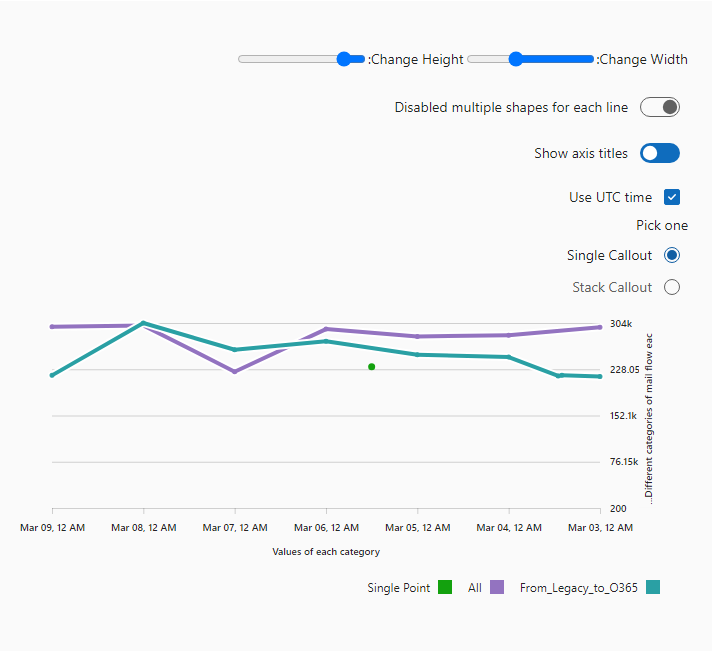 :Change Height :Change Width
Disabled multiple shapes for each line
Show axis titles
Use UTC time
Pick one
Single Callout
Stack Callout
304k
228.05
152.1k
76.15k
200
...Different categories of mail flow eac
Mar 09, 12 AM Mar 08, 12 AM Mar 07, 12 AM Mar 06, 12 AM Mar 05, 12 AM Mar 04, 12 AM Mar 03, 12 AM
Values of each category
Single Point All From_Legacy_to_O365